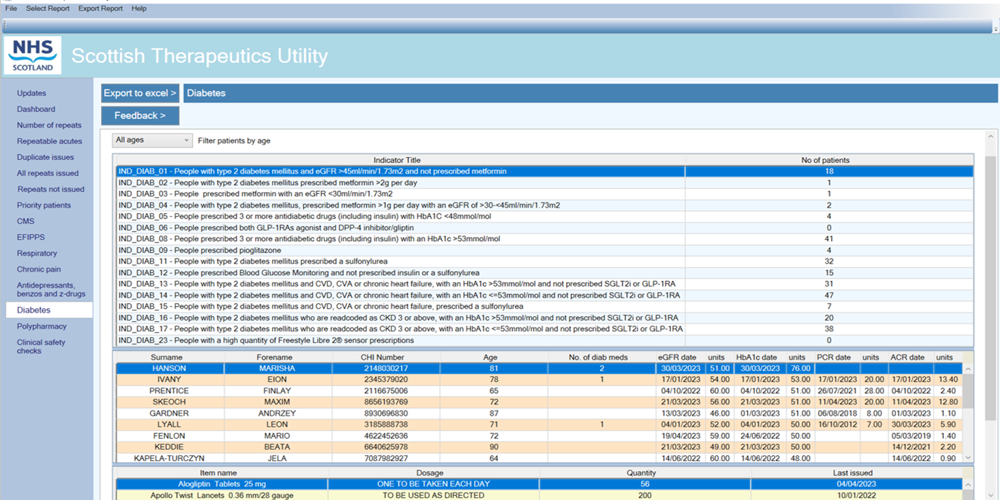 File Select Report Export Report Help
NHS
SCOTLAND
Scottish Therapeutics Utility
Updates
Dashboard
Number of repeats
Repeatable acutes
Duplicate issues
All repeats issued
Repeats not issued
Priority patients
CMS
EFIPPS
Respiratory
Chronic pain
Antidepressants,
benzos and z-drugs
Diabetes
Polypharmacy
Clinical safety
checks
Export to excel > Diabetes
Feedback >
All ages Filter patients by age
Indicator Title No of patients
IND_DIAB_01 - People with type 2 diabetes mellitus and eGFR >45ml/min/1.73m2 and not prescribed metformin 18
IND_DIAB_02 - People with type 2 diabetes mellitus prescribed metformin >2g per day 1
IND_DIAB_03 - People prescribed metformin with an eGFR <30ml/min/1.73m2 1
IND_DIAB_04 - People with type 2 diabetes mellitus, prescribed metformin >1g per day with an eGFR of >30-<45ml/min/1.73m2 2
IND_DIAB_05 - People prescribed 3 or more antidiabetic drugs (including insulin) with HbA1C <48mmol/mol 4
IND_DIAB_06 - People prescribed both GLP-1RAs agonist and DPP-4 inhibitor/gliptin 0
IND_DIAB_08 - People prescribed 3 or more antidiabetic drugs (including insulin) with an HbA1c >53mmol/mol 41
IND_DIAB_09 - People prescribed pioglitazone 4
IND_DIAB_11 - People with type 2 diabetes mellitus prescribed a sulfonylurea 32
IND_DIAB_12 - People prescribed Blood Glucose Monitoring and not prescribed insulin or a sulfonylurea 15
IND_DIAB_13 - People with type 2 diabetes mellitus and CVD, CVA or chronic heart failure, with an HbA1c >53mmol/mol and not prescribed SGLT2i or GLP-1RA 31
IND_DIAB_14 - People with type 2 diabetes mellitus and CVD, CVA or chronic heart failure, with an HbA1c <=53mmol/mol and not prescribed SGLT2i or GLP-1RA 47
IND_DIAB_15 - People with type 2 diabetes mellitus and CVD, CVA or chronic heart failure, prescribed a sulfonylurea 7
IND_DIAB_16 - People with type 2 diabetes mellitus who are readcoded as CKD 3 or above, with an HbA1c >53mmol/mol and not prescribed SGLT2i or GLP-1RA 20
IND_DIAB_17 - People with type 2 diabetes mellitus who are readcoded as CKD 3 or above, with an HbA1c <=53mmol/mol and not prescribed SGLT2i or GLP-1RA 38
IND_DIAB_23 - People with a high quantity of Freestyle Libre 2® sensor prescriptions 0
Surname Forename CHI Number Age No. of diab meds eGFR date units HbA1c date units PCR date units ACR date units
HANSON MARISHA 2148030217 81 2 30/03/2023 51.00 30/03/2023 76.00
IVANY EION 2345379020 78 1 17/01/2023 54.00 17/01/2023 53.00 17/01/2023 20.00 17/01/2023 13.40
PRENTICE FINLAY 2116675006 65 04/10/2022 60.00 04/10/2022 51.00 26/07/2021 28.00 04/10/2022 2.40
SKEOCH MAXIM 8656193769 72 21/03/2023 56.00 21/03/2023 51.00 11/04/2023 20.00 11/04/2023 12.80
GARDNER ANDRZEY 8930696830 87 13/03/2023 46.00 01/03/2023 51.00 06/08/2018 8.00 01/03/2023 1.10
LYALL LEON 3185888738 71 1 04/01/2023 52.00 04/01/2023 50.00 16/10/2012 7.00 30/03/2023 5.90
FENLON MARIO 4622452636 72 19/04/2023 59.00 24/06/2022 50.00 05/03/2019 1.40
KEDDIE BEATA 6640625978 90 21/03/2023 49.00 21/03/2023 50.00 14/12/2021 2.20
KAPELA-TURCZYN JELA 7087982927 64 14/06/2022 60.00 14/06/2022 48.00 14/06/2022 0.90
Item name Dosage Quantity Last issued
Alogliptin Tablets 25 mg ONE TO BE TAKEN EACH DAY 56 04/04/2023
Apollo Twist Lancets 0.36 mm/28 gauge TO BE USED AS DIRECTED 200 10/01/2022